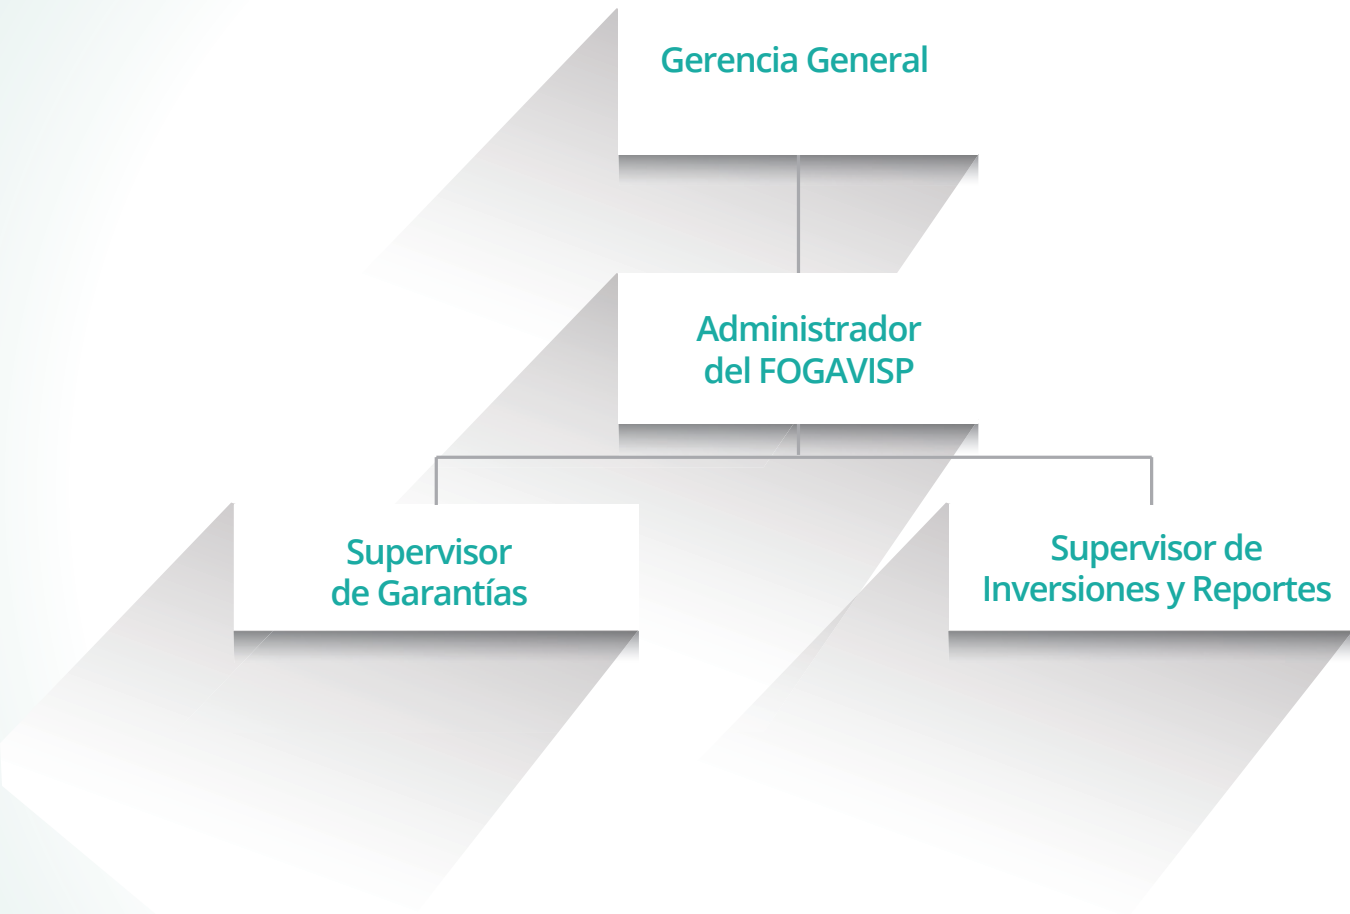 Gerencia General
Administrador
del FOGAVISP
Supervisor
de Garantías
Supervisor de
Inversiones y Reportes